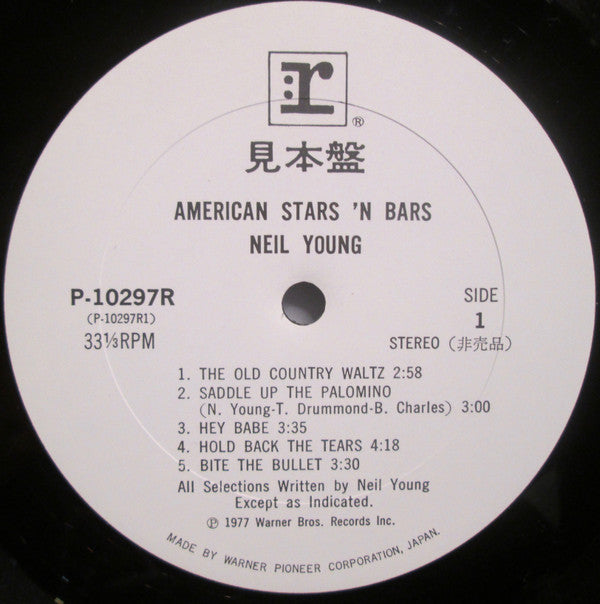 r
®
見本盤
AMERICAN STARS 'N BARS
NEIL YOUNG
P-10297R
(P-10297R1)
33⅓RPM
SIDE
1
STEREO (非売品)
1. THE OLD COUNTRY WALTZ 2:58
2. SADDLE UP THE PALOMINO
(N. Young-T. Drummond-B. Charles) 3:00
3. HEY BABE 3:35
4. HOLD BACK THE TEARS 4:18
5. BITE THE BULLET 3:30
All Selections Written by Neil Young
Except as Indicated.
℗ 1977 Warner Bros. Records Inc.
MADE BY WARNER PIONEER CORPORATION, JAPAN.